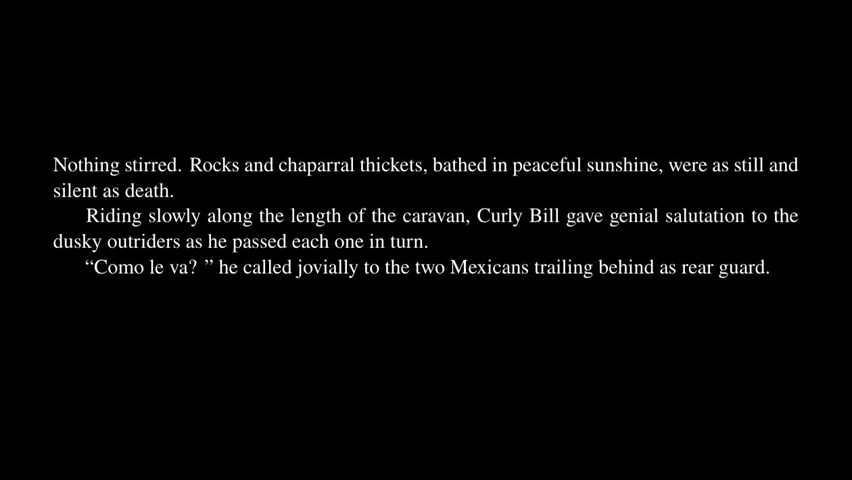 Nothing stirred. Rocks and chaparral thickets, bathed in peaceful sunshine, were as still and
silent as death.
Riding slowly along the length of the caravan, Curly Bill gave genial salutation to the
dusky outriders as he passed each one in turn.
“Como le va? ” he called jovially to the two Mexicans trailing behind as rear guard.